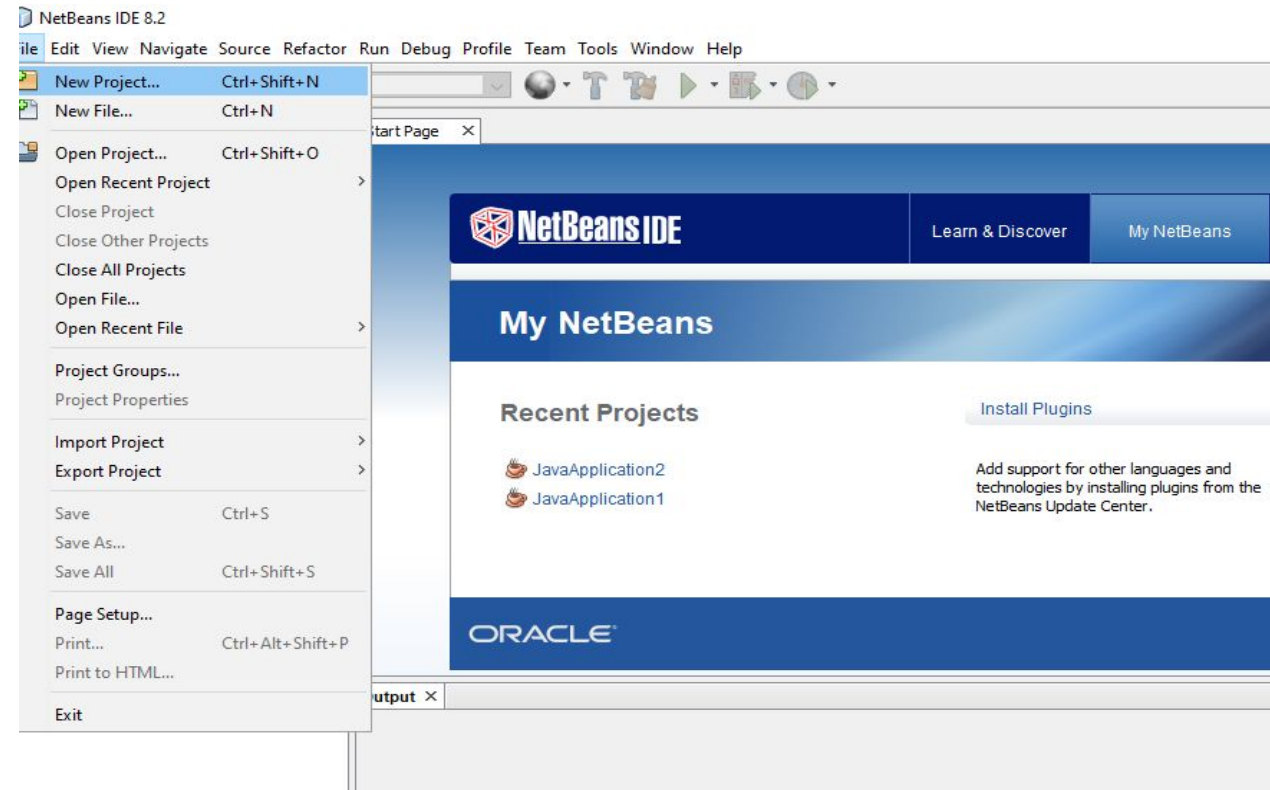 NetBeans IDE 8.2
File Edit View Navigate Source Refactor Run Debug Profile Team Tools Window Help
New Project... Ctrl+Shift+N
New File... Ctrl+N
Open Project... Ctrl+Shift+O
Open Recent Project
Close Project
Close Other Projects
Close All Projects
Open File...
Open Recent File
Project Groups...
Project Properties
Import Project
Export Project
Save Ctrl+S
Save As...
Save All Ctrl+Shift+S
Page Setup...
Print... Ctrl+Alt+Shift+P
Print to HTML...
Exit
Start Page
NetBeans IDE
Learn & Discover
My NetBeans
My NetBeans
Recent Projects
JavaApplication2
JavaApplication1
Install Plugins
Add support for other languages and
technologies by installing plugins from the
NetBeans Update Center.
ORACLE
Output